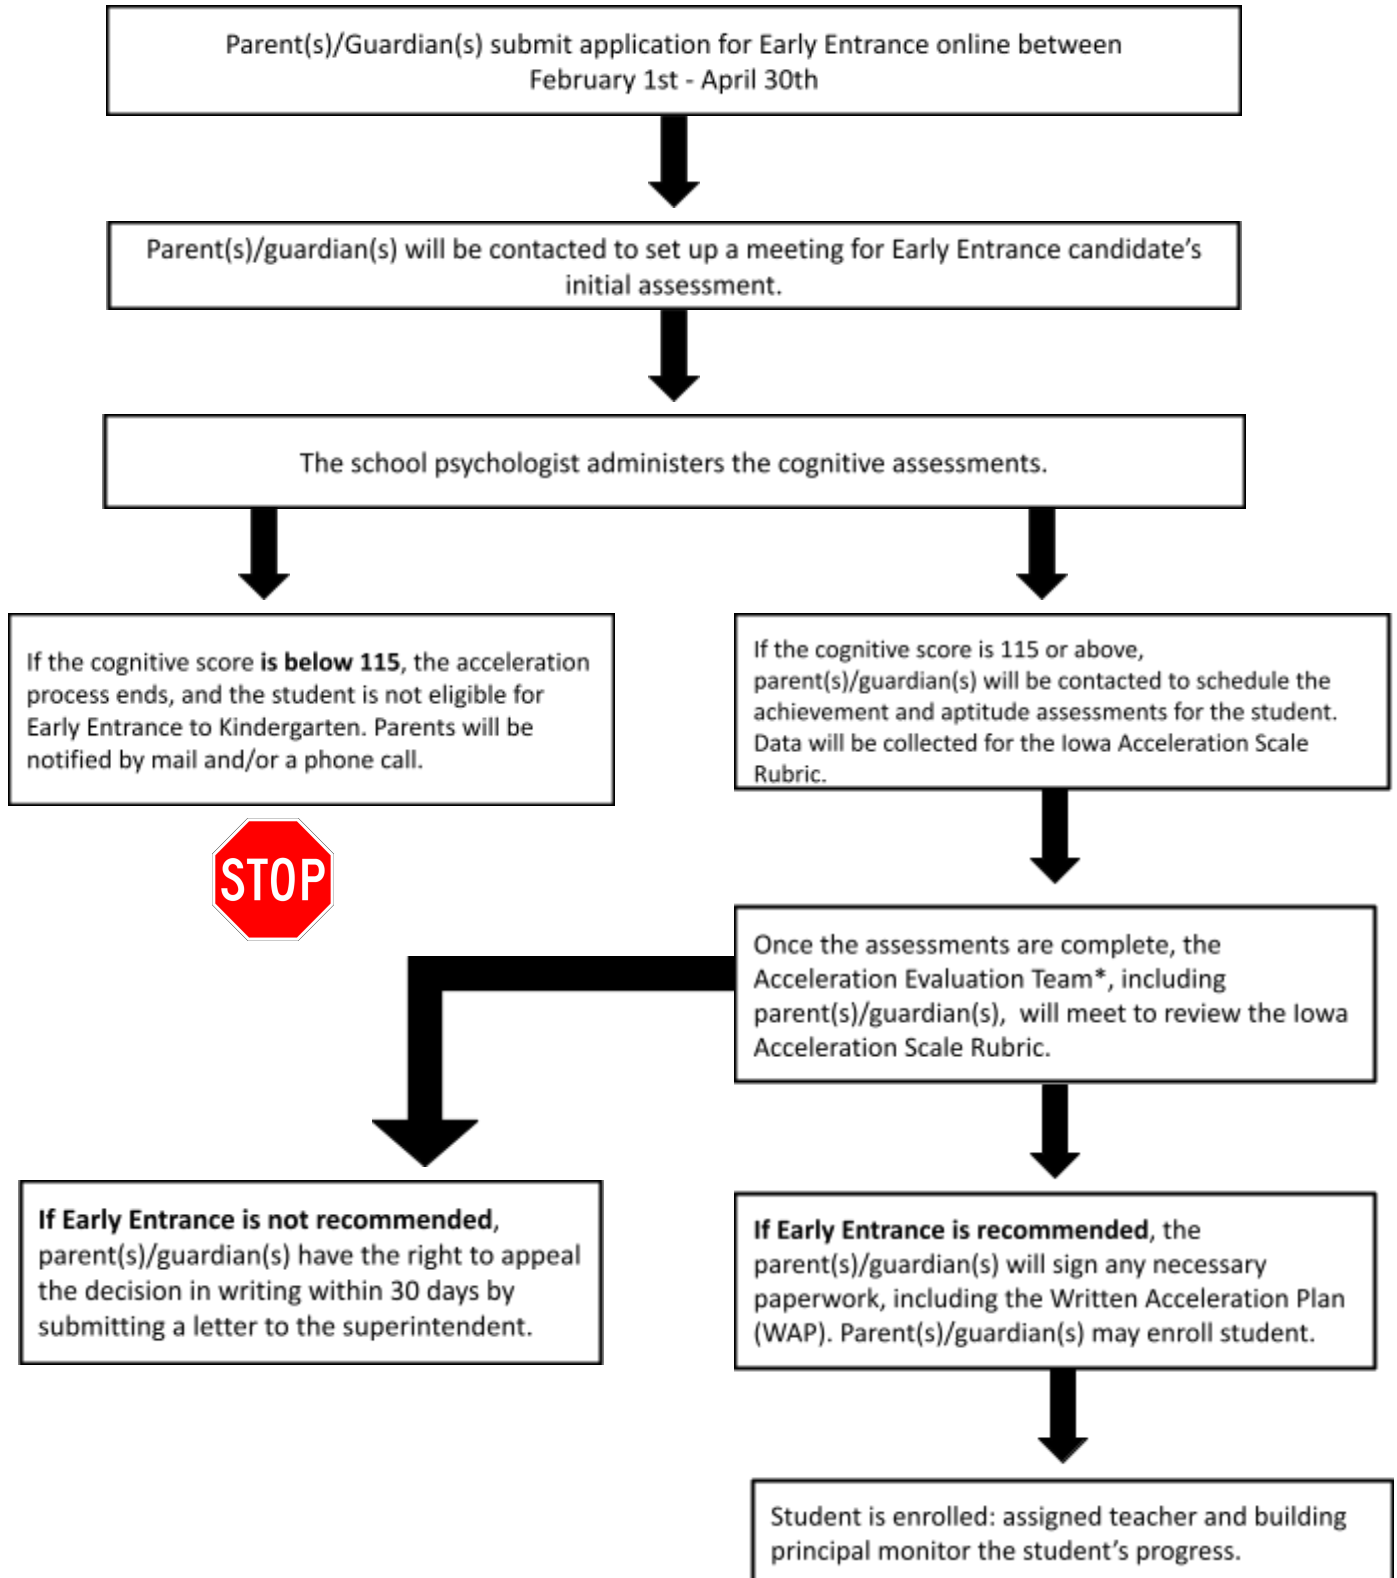 Parent(s)/Guardian(s) submit application for Early Entrance online between
February 1st - April 30th
Parent(s)/guardian(s) will be contacted to set up a meeting for Early Entrance candidate's
initial assessment.
The school psychologist administers the cognitive assessments.
If the cognitive score is below 115, the acceleration
process ends, and the student is not eligible for
Early Entrance to Kindergarten. Parents will be
notified by mail and/or a phone call.
STOP
If the cognitive score is 115 or above,
parent(s)/guardian(s) will be contacted to schedule the
achievement and aptitude assessments for the student.
Data will be collected for the Iowa Acceleration Scale
Rubric.
Once the assessments are complete, the
Acceleration Evaluation Team*, including
parent(s)/guardian(s),  will meet to review the Iowa
Acceleration Scale Rubric.
If Early Entrance is not recommended,
parent(s)/guardian(s) have the right to appeal
the decision in writing within 30 days by
submitting a letter to the superintendent.
If Early Entrance is recommended, the
parent(s)/guardian(s) will sign any necessary
paperwork, including the Written Acceleration Plan
(WAP). Parent(s)/guardian(s) may enroll student.
Student is enrolled: assigned teacher and building
principal monitor the student's progress.